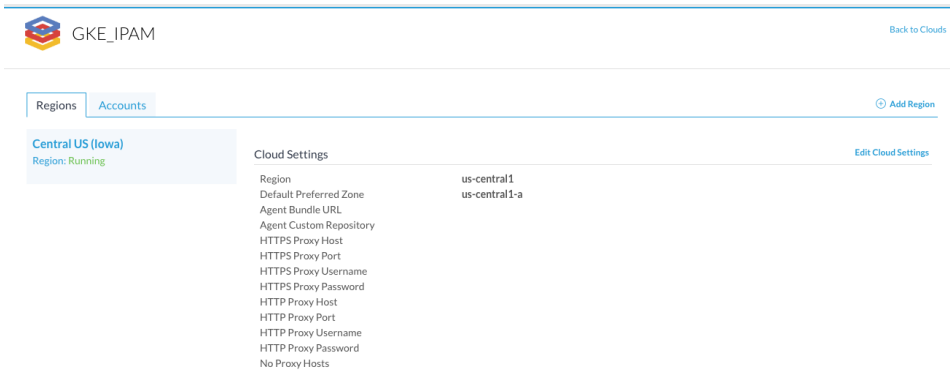 GKE_IPAM
Back to Clouds
Regions
Accounts
Add Region
Central US (Iowa)
Region: Running
Cloud Settings
Edit Cloud Settings
Region us-central1
Default Preferred Zone us-central1-a
Agent Bundle URL
Agent Custom Repository
HTTPS Proxy Host
HTTPS Proxy Port
HTTPS Proxy Username
HTTPS Proxy Password
HTTP Proxy Host
HTTP Proxy Port
HTTP Proxy Username
HTTP Proxy Password
No Proxy Hosts